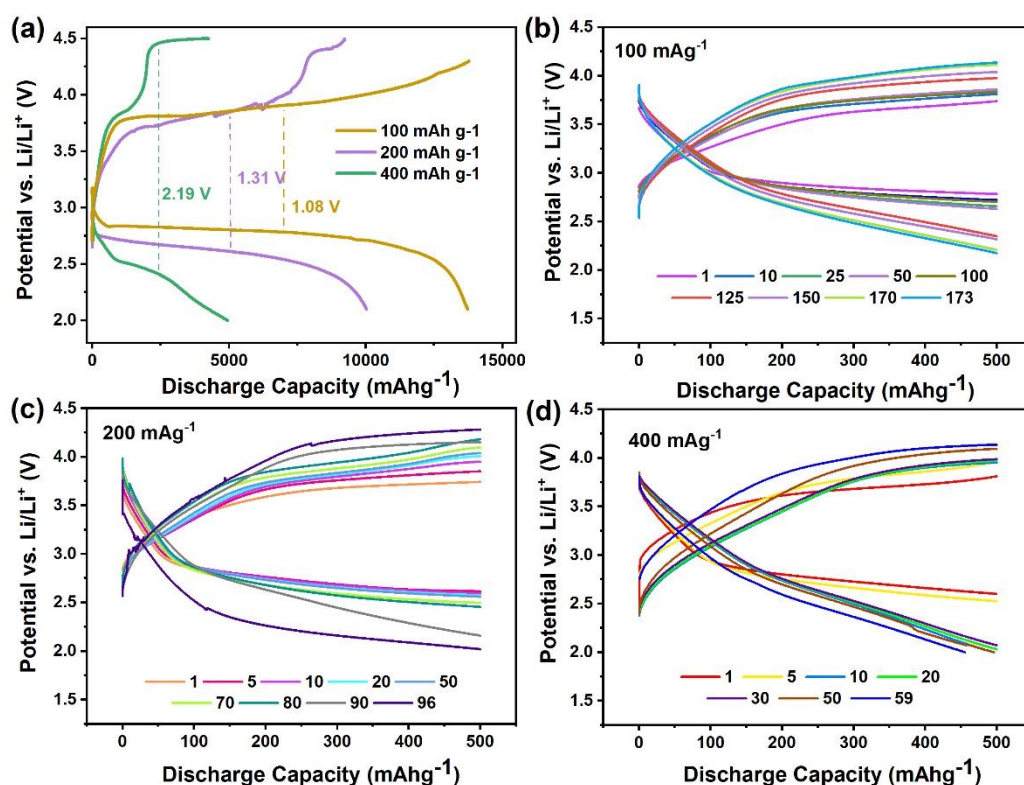 (a)
4.5
4.0
3.5
3.0
2.5
2.0
Potential vs. Li/Li⁺ (V)
100 mAh g-1
200 mAh g-1
400 mAh g-1
2.19 V
1.31 V
1.08 V
0
5000
10000
15000
Discharge Capacity (mAhg⁻¹)
(b)
100 mAg⁻¹
4.5
4.0
3.5
3.0
2.5
2.0
1.5
Potential vs. Li/Li⁺ (V)
1 10 25 50 100
125 150 170 173
0 100 200 300 400 500
Discharge Capacity (mAhg⁻¹)
(c)
200 mAg⁻¹
4.5
4.0
3.5
3.0
2.5
2.0
1.5
Potential vs. Li/Li⁺ (V)
1 5 10 20 50
70 80 90 96
0 100 200 300 400 500
Discharge Capacity (mAhg⁻¹)
(d)
400 mAg⁻¹
4.5
4.0
3.5
3.0
2.5
2.0
1.5
Potential vs. Li/Li⁺ (V)
1 5 10 20
30 50 59
0 100 200 300 400 500
Discharge Capacity (mAhg⁻¹)